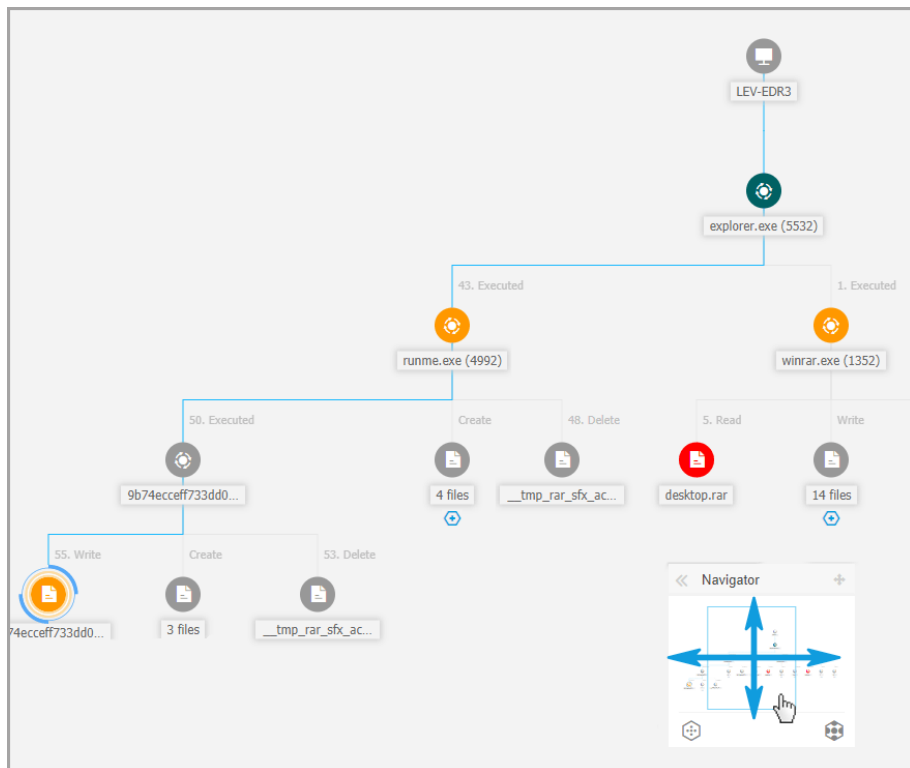 LEV-EDR3
explorer.exe (5532)
43. Executed
1. Executed
runme.exe (4992)
winrar.exe (1352)
50. Executed
Create
48. Delete
5. Read
Write
9b74ecceff733dd0...
4 files
__tmp_rar_sfx_ac...
desktop.rar
14 files
55. Write
Create
53. Delete
74ecceff733dd0...
3 files
__tmp_rar_sfx_ac...
Navigator